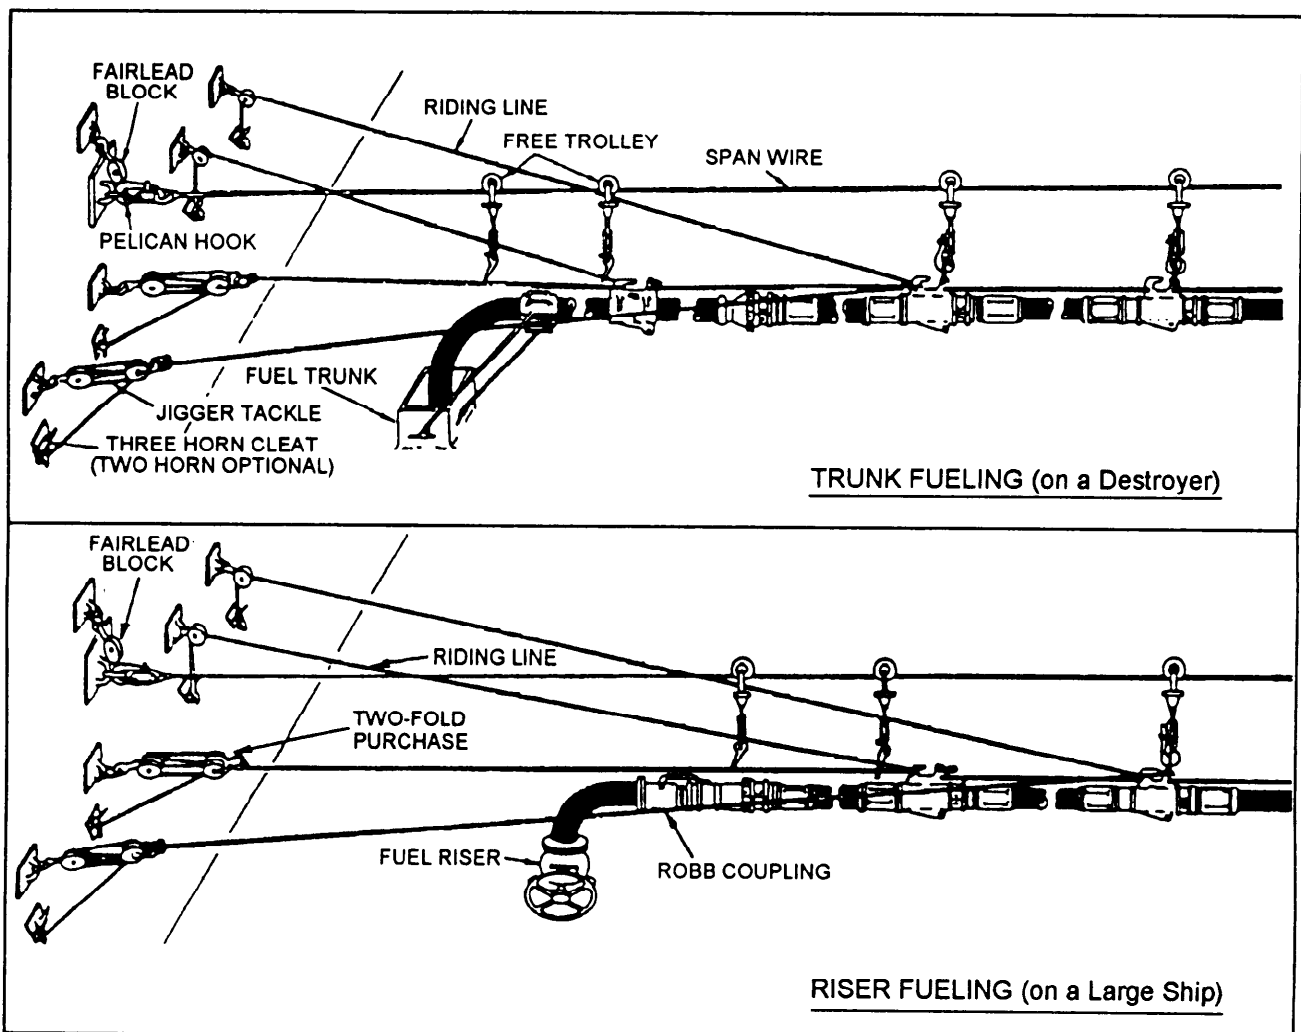 FAIRLEAD
BLOCK
RIDING LINE
FREE TROLLEY
SPAN WIRE
PELICAN HOOK
FUEL TRUNK
JIGGER TACKLE
THREE HORN CLEAT
(TWO HORN OPTIONAL)
TRUNK FUELING (on a Destroyer)
FAIRLEAD
BLOCK
RIDING LINE
TWO-FOLD
PURCHASE
FUEL RISER
ROBB COUPLING
RISER FUELING (on a Large Ship)